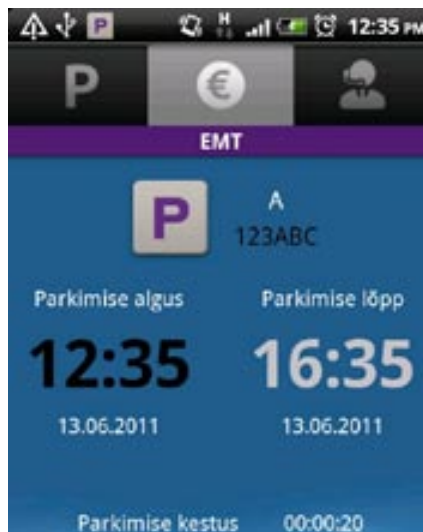 P H 12:35 PM
P €
EMT
P A
123ABC
Parkimise algus Parkimise lõpp
12:35 16:35
13.06.2011 13.06.2011
Parkimise kestus 00:00:20